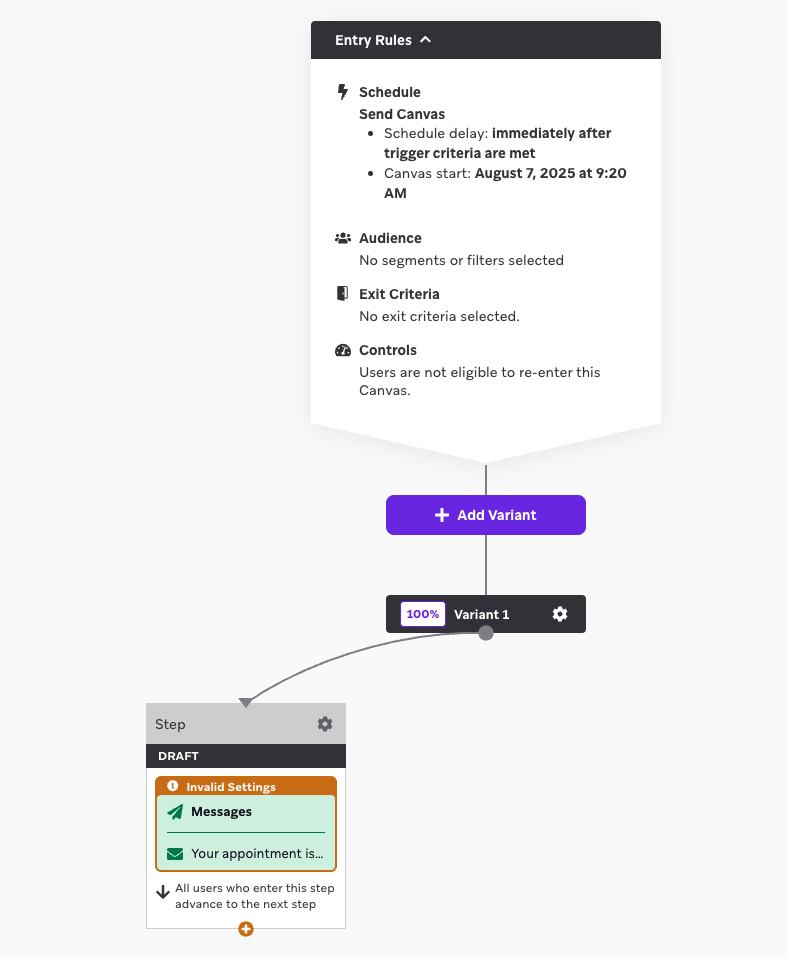 Entry Rules
Schedule
Send Canvas
Schedule delay: immediately after
trigger criteria are met
Canvas start: August 7, 2025 at 9:20
AM
Audience
No segments or filters selected
Exit Criteria
No exit criteria selected.
Controls
Users are not eligible to re-enter this
Canvas.
Add Variant
100% Variant 1
Step
DRAFT
Invalid Settings
Messages
Your appointment is...
All users who enter this step
advance to the next step